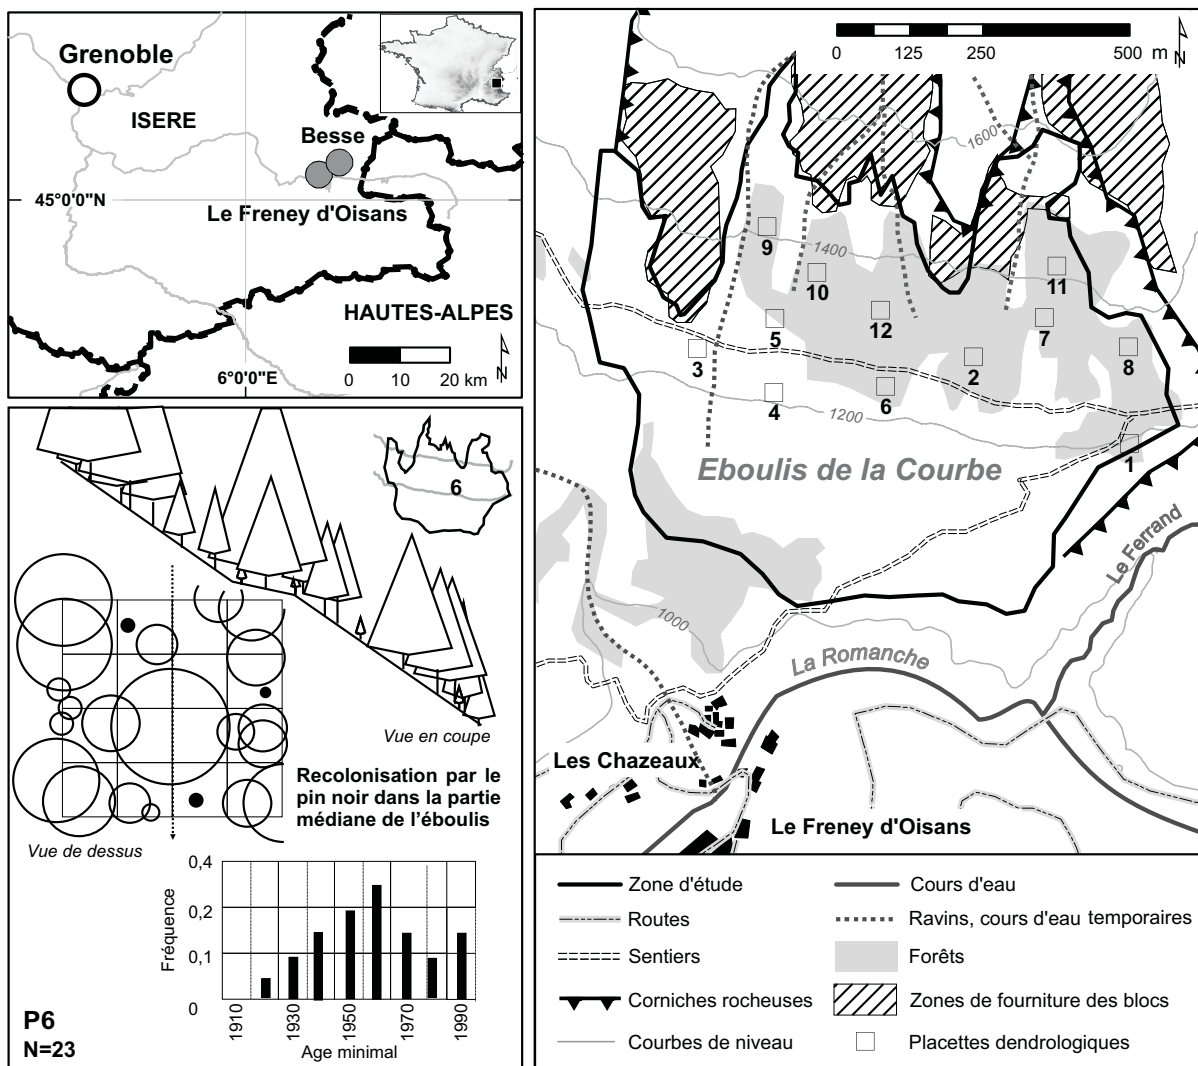 Grenoble
ISERE
Besse
45°0'0"N
Le Freney d'Oisans
HAUTES-ALPES
6°0'0"E
0 10 20 km
N
6
Vue en coupe
Recolonisation par le
pin noir dans la partie
médiane de l'éboulis
Vue de dessus
0,4
0,2
0,1
0
Fréquence
1910
1930
1950
1970
1990
Age minimal
P6
N=23
0 125 250 500 m
N
1600
1400
9
10
11
5
12
7
3
2
8
4
6
1200
1
Eboulis de la Courbe
Le Ferrand
1000
La Romanche
Les Chazeaux
Le Freney d'Oisans
Zone d'étude
Routes
Sentiers
Corniches rocheuses
Courbes de niveau
Cours d'eau
Ravins, cours d'eau temporaires
Forêts
Zones de fourniture des blocs
Placettes dendrologiques